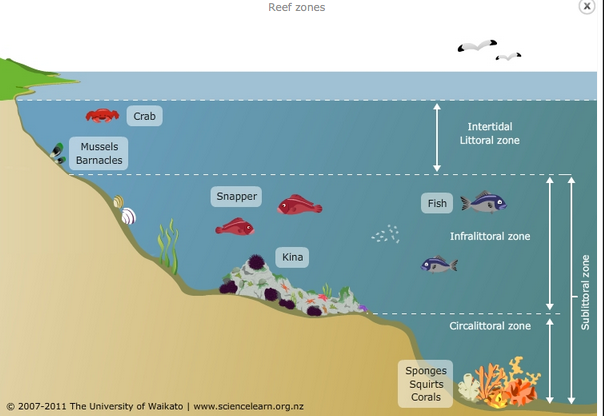 Reef zones
x
Crab
Intertidal
Littoral zone
Mussels
Barnacles
Snapper
Fish
Infralittoral zone
Kina
Sublittoral zone
Circalittoral zone
Sponges
Squirts
Corals
© 2007-2011 The University of Waikato | www.sciencelearn.org.nz